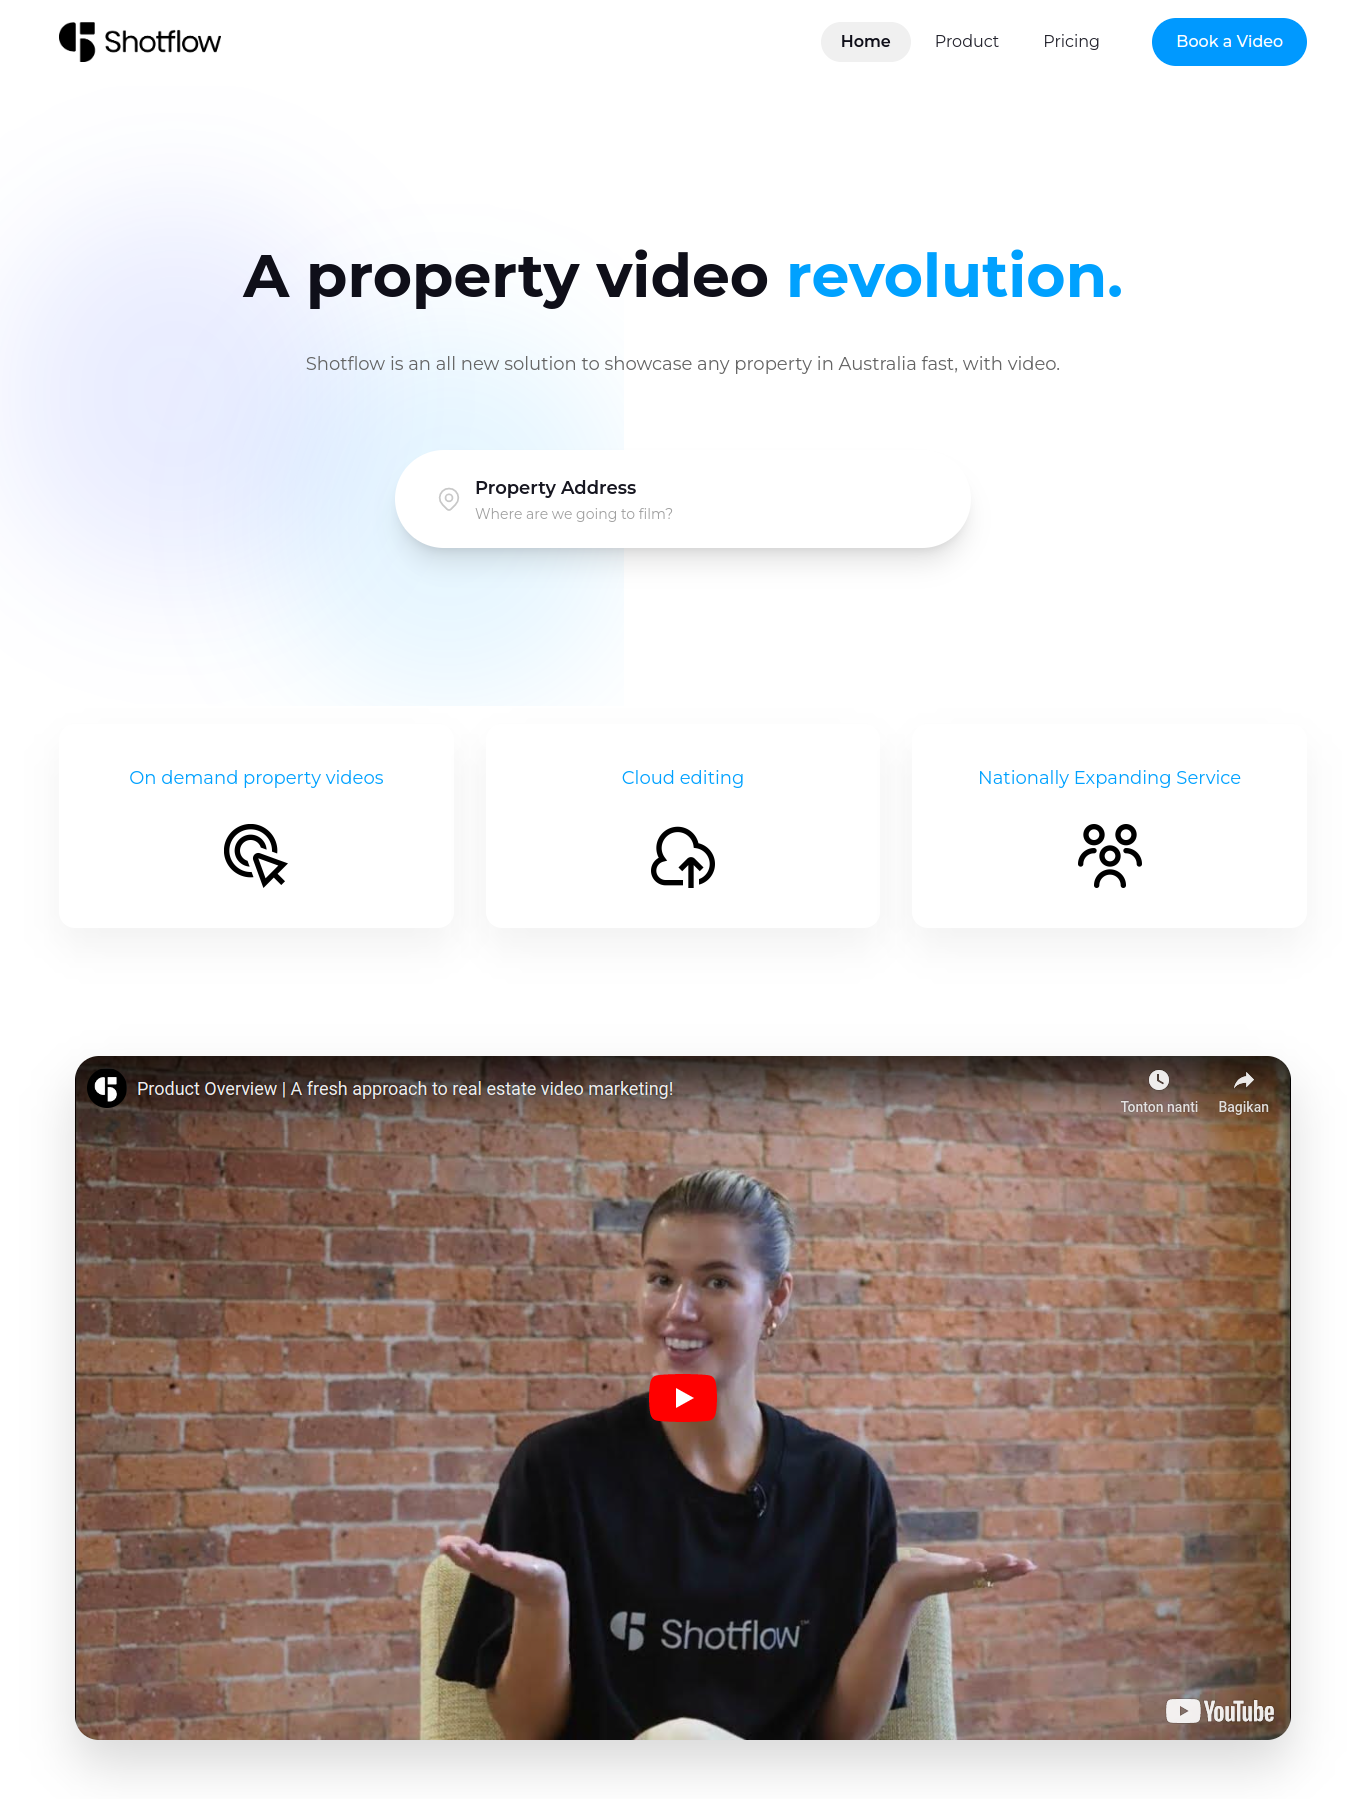 Shotflow
Home
Product
Pricing
Book a Video
A property video revolution.
Shotflow is an all new solution to showcase any property in Australia fast, with video.
Property Address
Where are we going to film?
On demand property videos
Cloud editing
Nationally Expanding Service
Product Overview | A fresh approach to real estate video marketing!
Tonton nanti
Bagikan
Shotflow™
YouTube